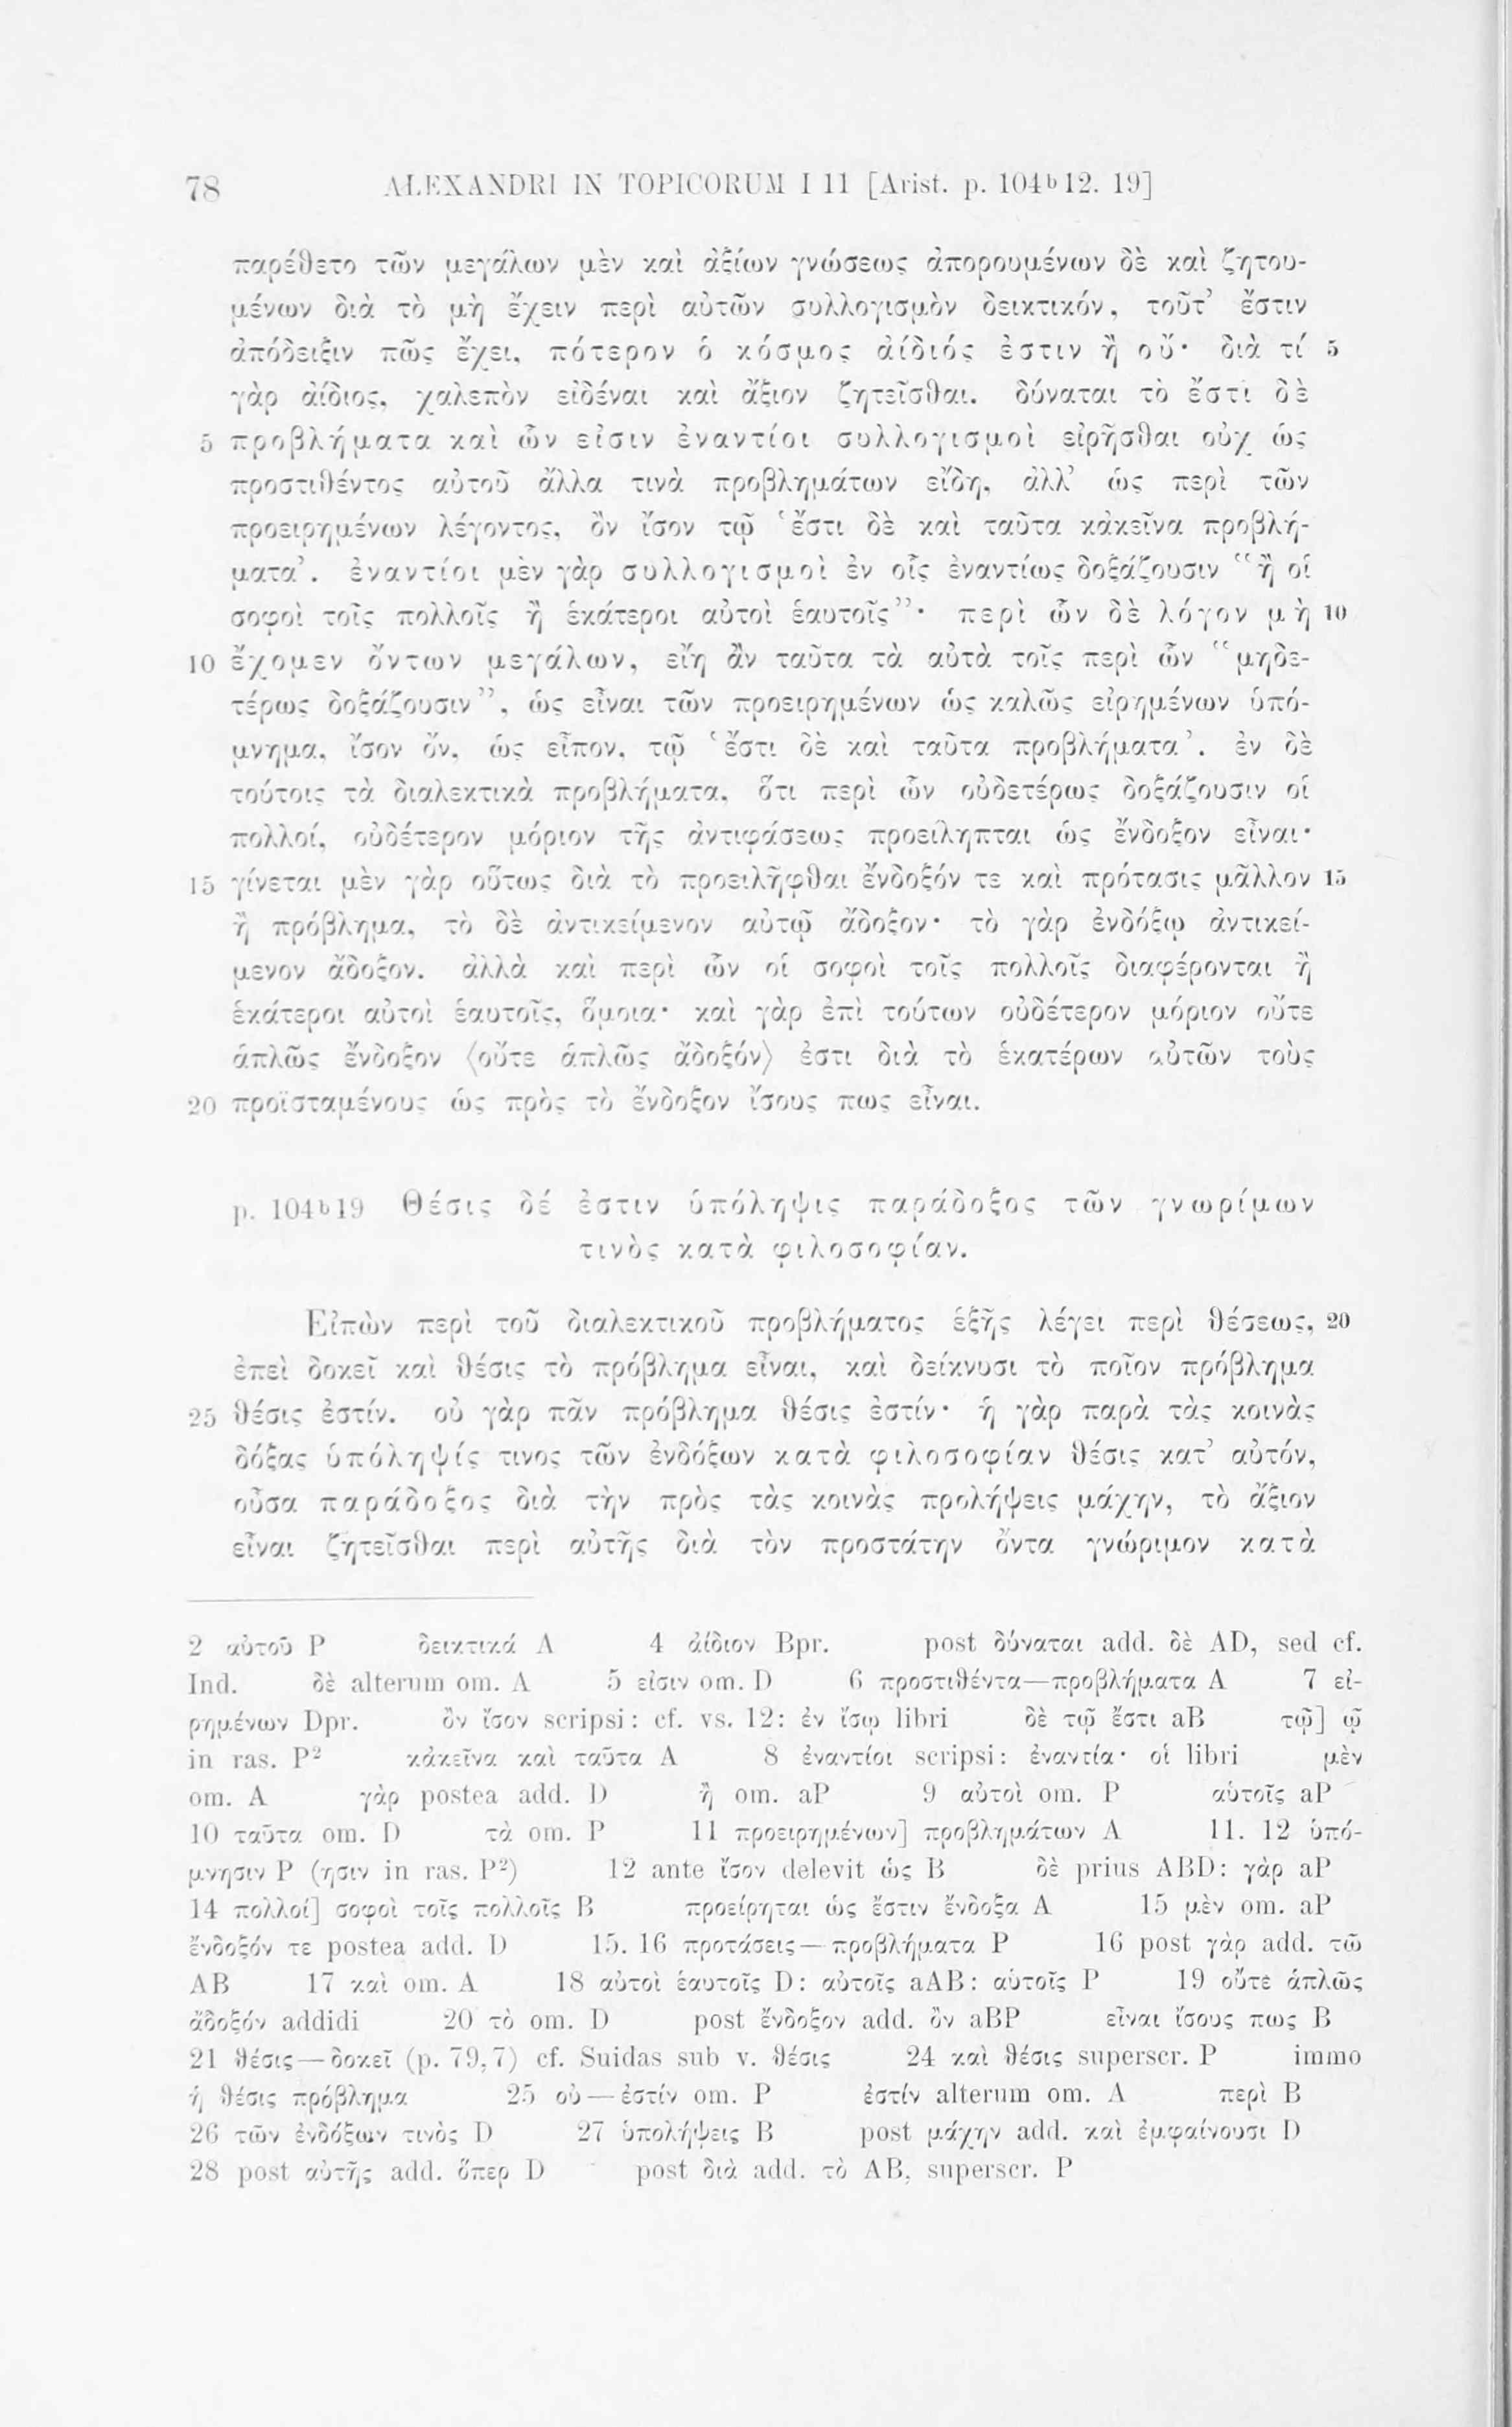 78 ALEXANDRI IN TOPICORUM I 11 [Arist. p. 104b12. 19]
παρέθετο τῶν μεγάλων μὲν καὶ ἀξίων γνώσεως ἀπορουμένων δὲ καὶ ζητου-
μένων διὰ τὸ μὴ ἔχειν περὶ αὐτῶν συλλογισμὸν δεικτικόν, τοῦτ’ ἔστιν
ἀπόδειξιν πῶς ἔχει, πότερον ὁ κόσμος ἀίδιός ἐστιν ἢ οὔ· διὰ τί 5
γὰρ ἀίδιος, χαλεπὸν εἰδέναι καὶ ἄξιον ζητεῖσθαι. δύναται τὸ ἔστι δὲ
5 προβλήματα καὶ ὧν εἰσιν ἐναντίοι συλλογισμοὶ εἰρῆσθαι οὐχ ὡς
προστιθέντος αὐτοῦ ἄλλα τινὰ προβλημάτων εἴδη, ἀλλ’ ὡς περὶ τῶν
προειρημένων λέγοντος, ὂν ἴσον τῷ ‘ἔστι δὲ καὶ ταῦτα κἀκεῖνα προβλή-
ματα’. ἐναντίοι μὲν γὰρ συλλογισμοὶ ἐν οἷς ἐναντίως δοξάζουσιν “ἢ οἱ
σοφοὶ τοῖς πολλοῖς ἢ ἑκάτεροι αὐτοὶ ἑαυτοῖς”· περὶ ὧν δὲ λόγον μὴ 10
10 ἔχομεν ὄντων μεγάλων, εἴη ἂν ταῦτα τὰ αὐτὰ τοῖς περὶ ὧν “μηδε-
τέρως δοξάζουσιν”, ὡς εἶναι τῶν προειρημένων ὡς καλῶς εἰρημένων ὑπό-
μνημα, ἴσον ὄν, ὡς εἶπον, τῷ ‘ἔστι δὲ καὶ ταῦτα προβλήματα’. ἐν δὲ
τούτοις τὰ διαλεκτικὰ προβλήματα, ὅτι περὶ ὧν οὐδετέρως δοξάζουσιν οἱ
πολλοί, οὐδέτερον μόριον τῆς ἀντιφάσεως προείληπται ὡς ἔνδοξον εἶναι·
15 γίνεται μὲν γὰρ οὕτως διὰ τὸ προειλῆφθαι ἔνδοξόν τε καὶ πρότασις μᾶλλον 15
ἢ πρόβλημα, τὸ δὲ ἀντικείμενον αὐτῷ ἄδοξον· τὸ γὰρ ἐνδόξῳ ἀντικεί-
μενον ἄδοξον. ἀλλὰ καὶ περὶ ὧν οἱ σοφοὶ τοῖς πολλοῖς διαφέρονται ἢ
ἑκάτεροι αὐτοὶ ἑαυτοῖς, ὅμοια· καὶ γὰρ ἐπὶ τούτων οὐδέτερον μόριον οὔτε
ἁπλῶς ἔνδοξον ⟨οὔτε ἁπλῶς ἄδοξόν⟩ ἐστι διὰ τὸ ἑκατέρων αὐτῶν τοὺς
20 προϊσταμένους ὡς πρὸς τὸ ἔνδοξον ἴσους πως εἶναι.
p. 104b19 Θέσις δέ ἐστιν ὑπόληψις παράδοξος τῶν γνωρίμων
τινὸς κατὰ φιλοσοφίαν.
Εἰπὼν περὶ τοῦ διαλεκτικοῦ προβλήματος ἑξῆς λέγει περὶ θέσεως, 20
ἐπεὶ δοκεῖ καὶ θέσις τὸ πρόβλημα εἶναι, καὶ δείκνυσι τὸ ποῖον πρόβλημα
25 θέσις ἐστίν. οὐ γὰρ πᾶν πρόβλημα θέσις ἐστίν· ἡ γὰρ παρὰ τὰς κοινὰς
δόξας ὑπόληψίς τινος τῶν ἐνδόξων κατὰ φιλοσοφίαν θέσις κατ’ αὐτόν,
οὖσα παράδοξος διὰ τὴν πρὸς τὰς κοινὰς προλήψεις μάχην, τὸ ἄξιον
εἶναι ζητεῖσθαι περὶ αὐτῆς διὰ τὸν προστάτην ὄντα γνώριμον κατὰ
2 αὐτοῦ P δεικτικά A 4 ἀίδιον Bpr. post δύναται add. δὲ AD, sed cf.
Ind. δὲ alterum om. A 5 εἰσιν om. D 6 προστιθέντα—προβλήματα A 7 εἰ-
ρημένων Dpr. ὂν ἴσον scripsi: cf. vs. 12: ἐν ἴσῳ libri δὲ τῷ ἔστι aB τῷ] ῷ
in ras. P2 κἀκεῖνα καὶ ταῦτα A 8 ἐναντίοι scripsi: ἐναντία· οἱ libri μὲν
om. A γὰρ postea add. D ἢ om. aP 9 αὐτοὶ om. P αὑτοῖς aP
10 ταῦτα om. D τὰ om. P 11 προειρημένων] προβλημάτων A 11. 12 ὑπό-
μνησιν P (ησιν in ras. P2) 12 ante ἴσον delevit ὡς B δὲ prius ABD: γὰρ aP
14 πολλοί] σοφοὶ τοῖς πολλοῖς B προείρηται ὡς ἔστιν ἔνδοξα A 15 μὲν om. aP
ἔνδοξόν τε postea add. D 15. 16 προτάσεις—προβλήματα P 16 post γὰρ add. τῶ
AB 17 καὶ om. A 18 αὐτοὶ ἑαυτοῖς D: αὐτοῖς aAB: αὑτοῖς P 19 οὔτε ἁπλῶς
ἄδοξόν addidi 20 τὸ om. D post ἔνδοξον add. ὂν aBP εἶναι ἴσους πως B
21 θέσις—δοκεῖ (p. 79,7) cf. Suidas sub v. θέσις 24 καὶ θέσις superscr. P immo
ἡ θέσις πρόβλημα 25 οὐ—ἐστίν om. P ἐστίν alterum om. A περὶ B
26 τῶν ἐνδόξων τινὸς D 27 ὑπολήψεις B post μάχην add. καὶ ἐμφαίνουσι D
28 post αὐτῆς add. ὅπερ D post διὰ add. τὸ AB, superscr. P